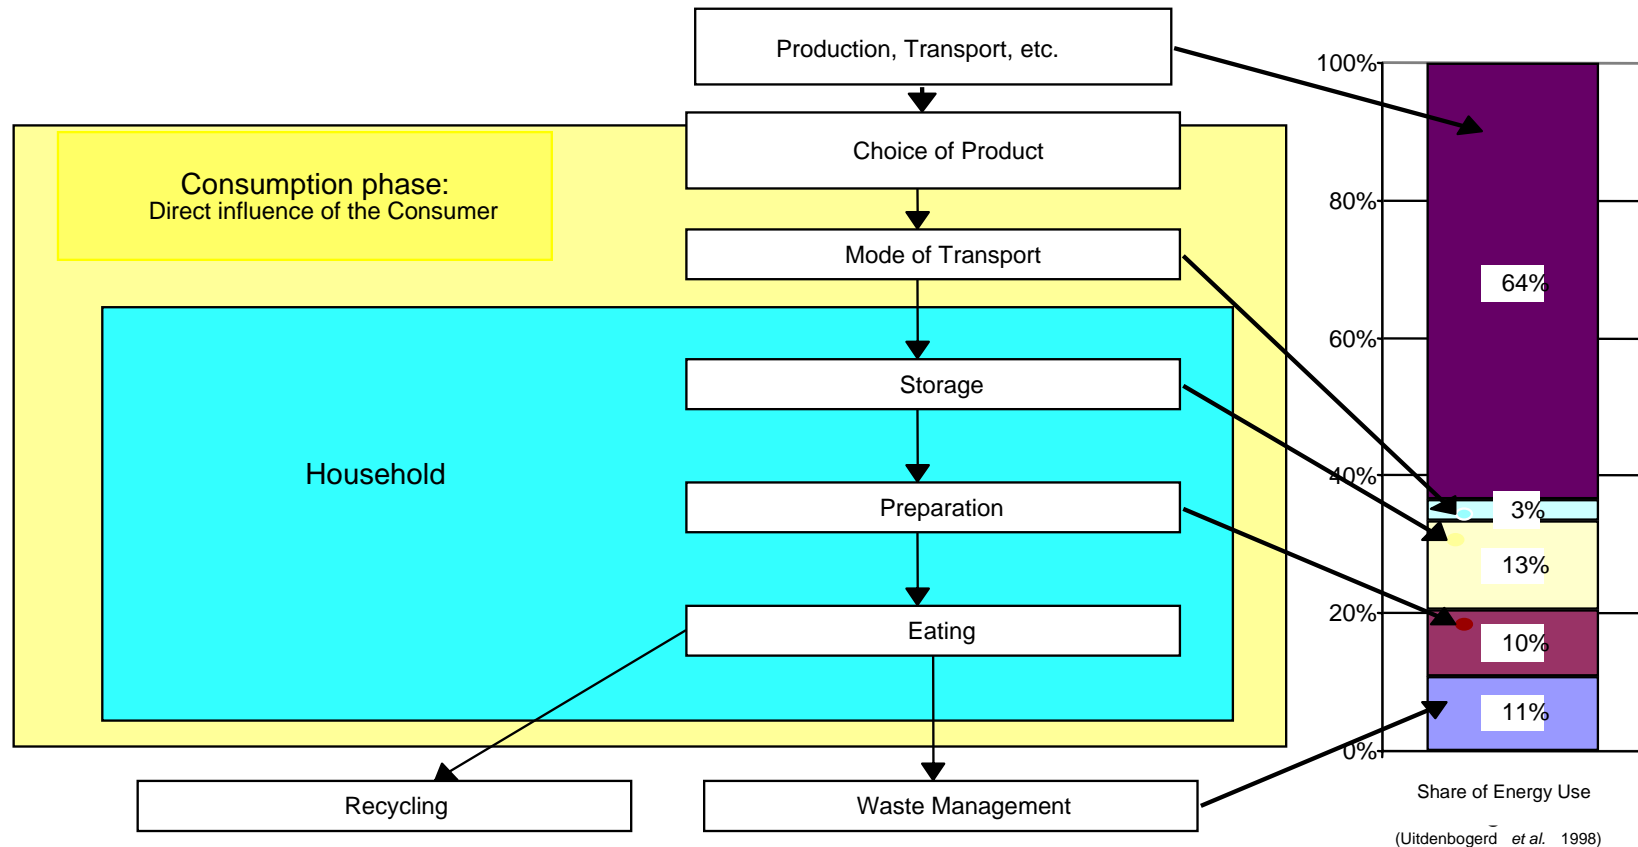 Production, Transport, etc.
Choice of Product
Consumption phase:
Direct influence of the Consumer
Mode of Transport
Storage
Household
Preparation
Eating
Recycling
Waste Management
100%
80%
60%
40%
20%
0%
64%
3%
13%
10%
11%
Share of Energy Use
(Uitdenbogerd et al. 1998)